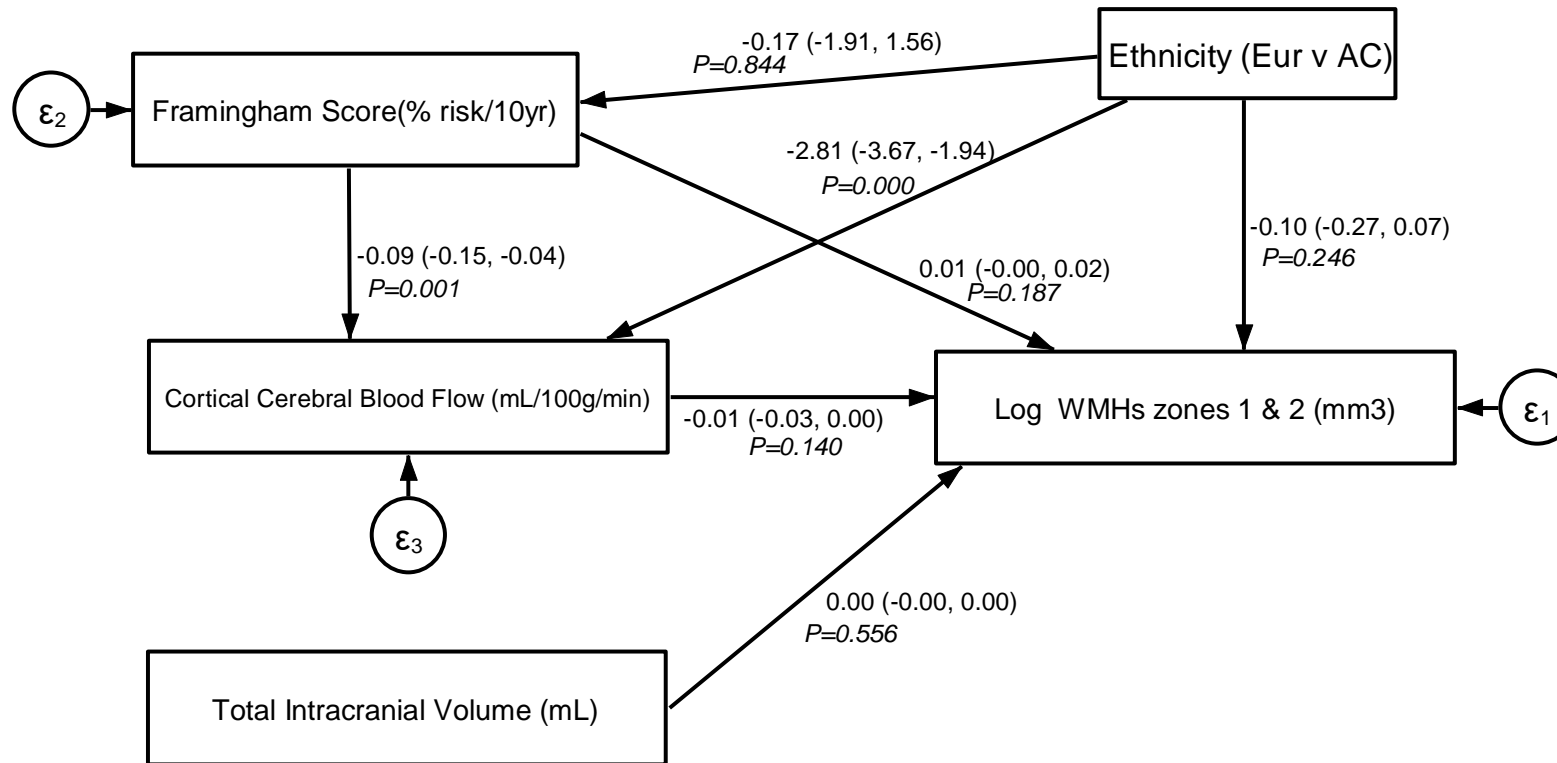 -0.17 (-1.91, 1.56)
P=0.844
Ethnicity (Eur v AC)
ε2
Framingham Score(% risk/10yr)
-2.81 (-3.67, -1.94)
P=0.000
-0.09 (-0.15, -0.04)
P=0.001
0.01 (-0.00, 0.02)
P=0.187
-0.10 (-0.27, 0.07)
P=0.246
Cortical Cerebral Blood Flow (mL/100g/min)
-0.01 (-0.03, 0.00)
P=0.140
Log WMHs zones 1 & 2 (mm3)
ε1
ε3
0.00 (-0.00, 0.00)
P=0.556
Total Intracranial Volume (mL)